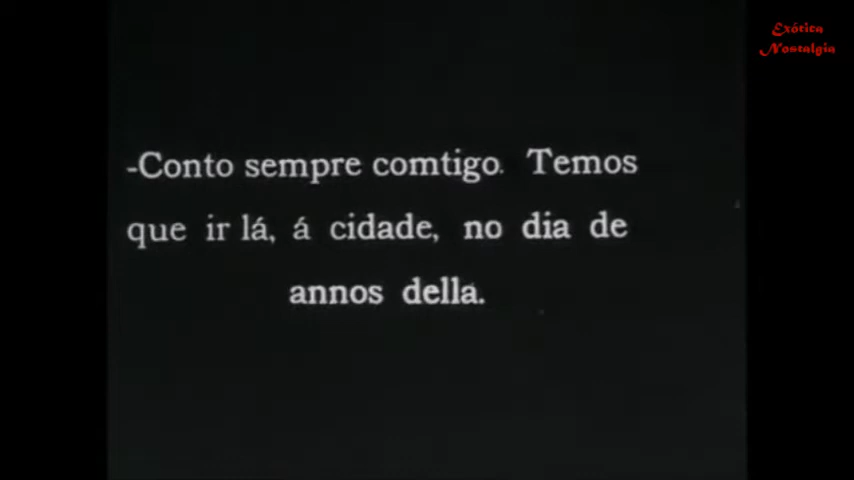 Exótica
Nostalgia
-Conto sempre comtigo. Temos
que ir lá, á cidade, no dia de
annos della.